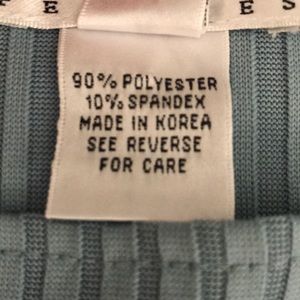 90% POLYESTER
10% SPANDEX
MADE IN KOREA
SEE REVERSE
FOR CARE